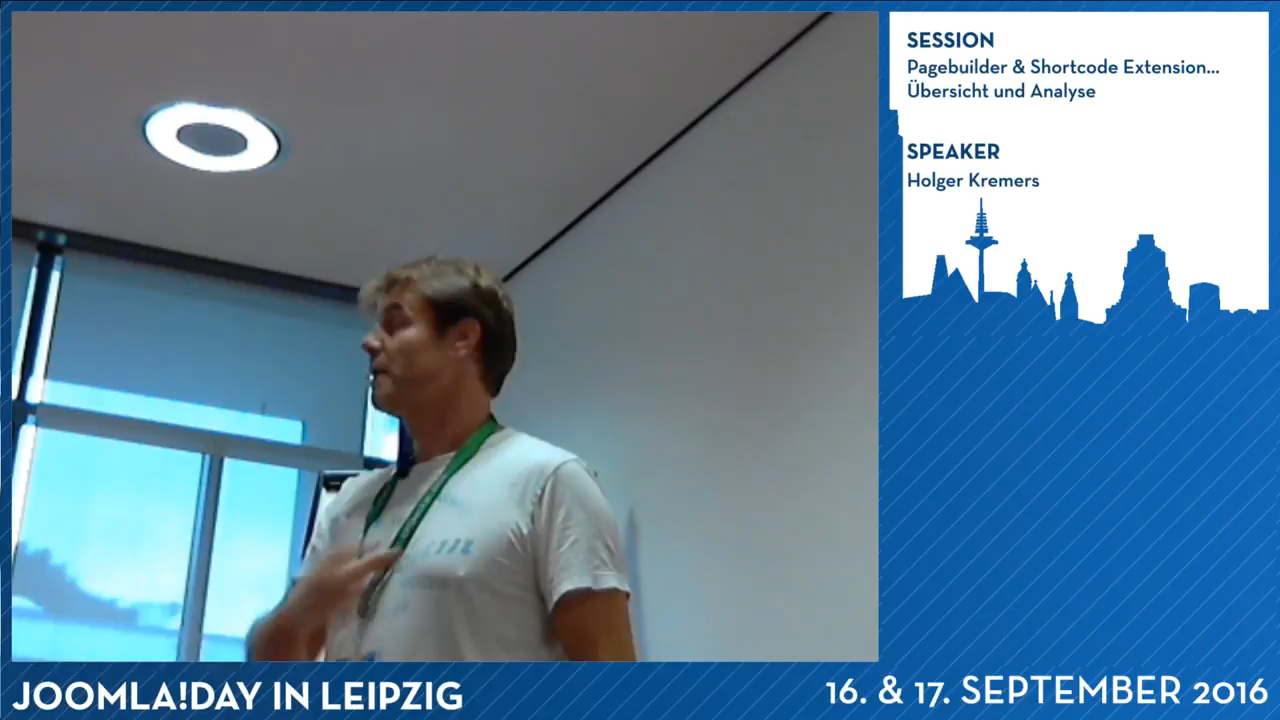 SESSION
Pagebuilder & Shortcode Extension...
Übersicht und Analyse
SPEAKER
Holger Kremers
JOOMLA!DAY IN LEIPZIG
16. & 17. SEPTEMBER 2016